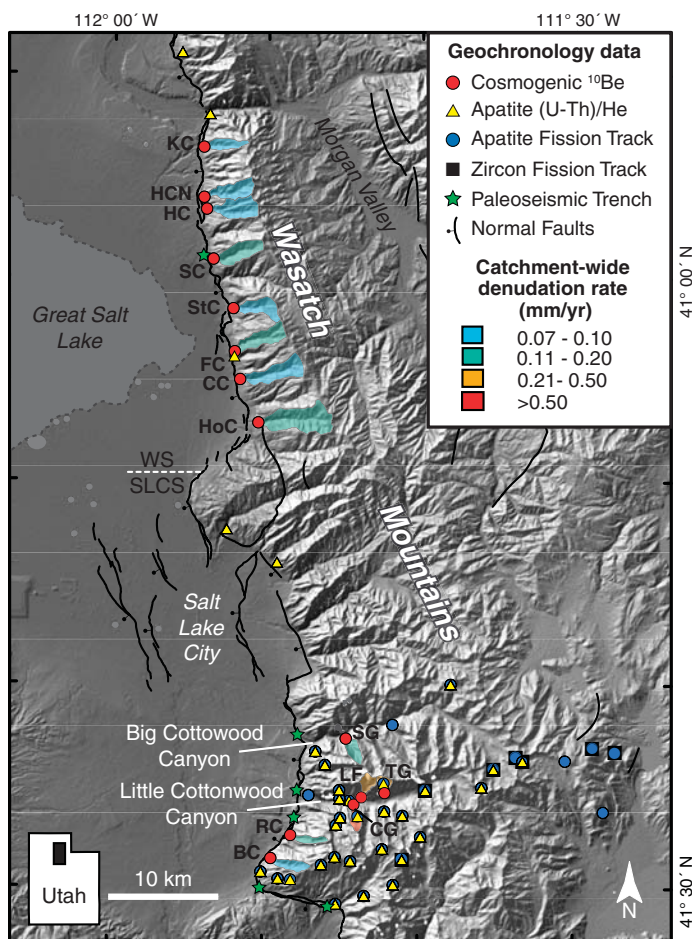 112° 00´
111° 30´
Geochronology data
Cosmogenic ¹⁰Be
Apatite (U-Th)/He
Apatite Fission Track
Zircon Fission Track
Paleoseismic Trench
Normal Faults
Catchment-wide
denudation rate
(mm/yr)
0.07 - 0.10
0.11 - 0.20
0.21- 0.50
>0.50
41° 00´ N
Morgan Valley
KC
HCN
HC
SC
StC
FC
CC
HoC
Wasatch
Mountains
Great Salt
Lake
WS
SLCS
Salt
Lake
City
Big Cottowood
Canyon
Little Cottonwood
Canyon
SG
LF
TG
CG
RC
BC
Utah
10 km
N
41° 30´ N